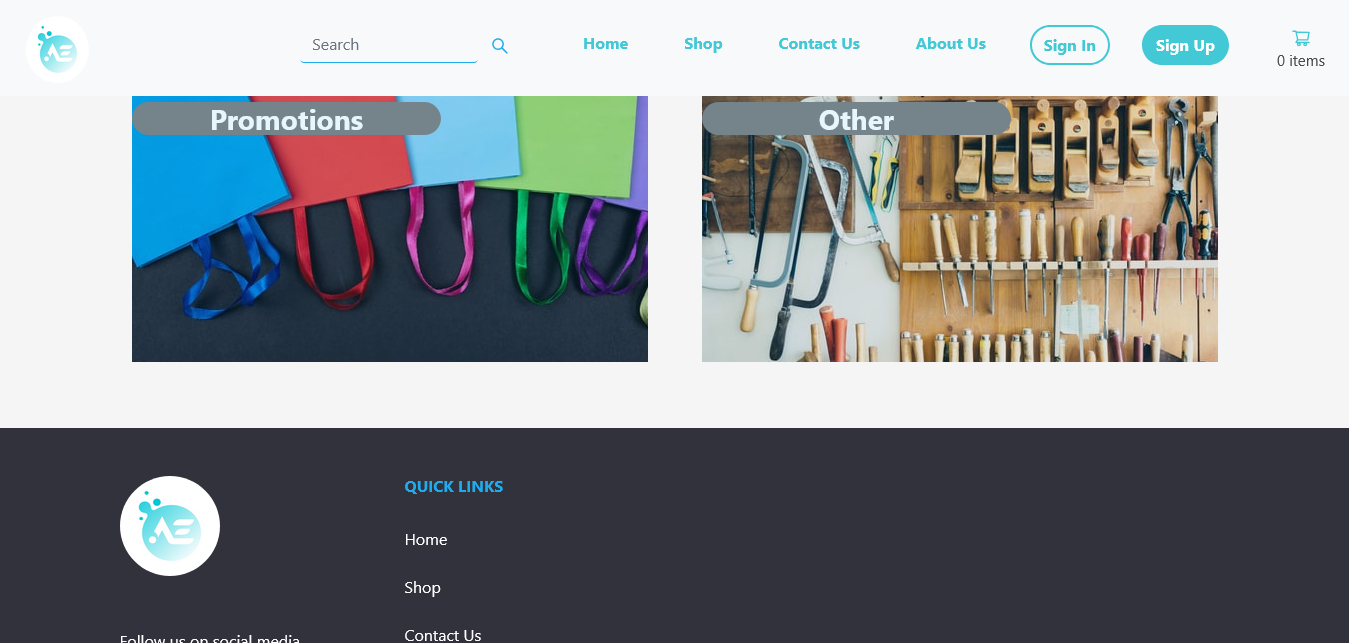 AE
Search
Home
Shop
Contact Us
About Us
Sign In
Sign Up
0 items
Promotions
Other
AE
QUICK LINKS
Home
Shop
Contact Us
Follow us on social media